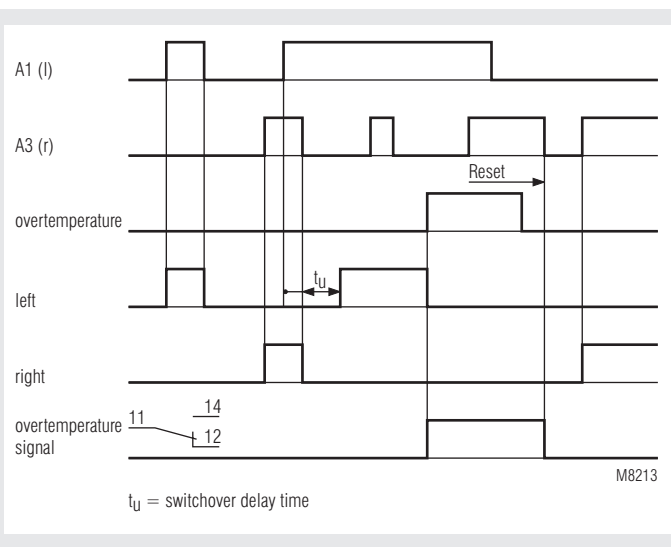 A1 (l)
A3 (r)
Reset
overtemperature
left
tu
right
overtemperature signal
11
14
12
M8213
tu = switchover delay time